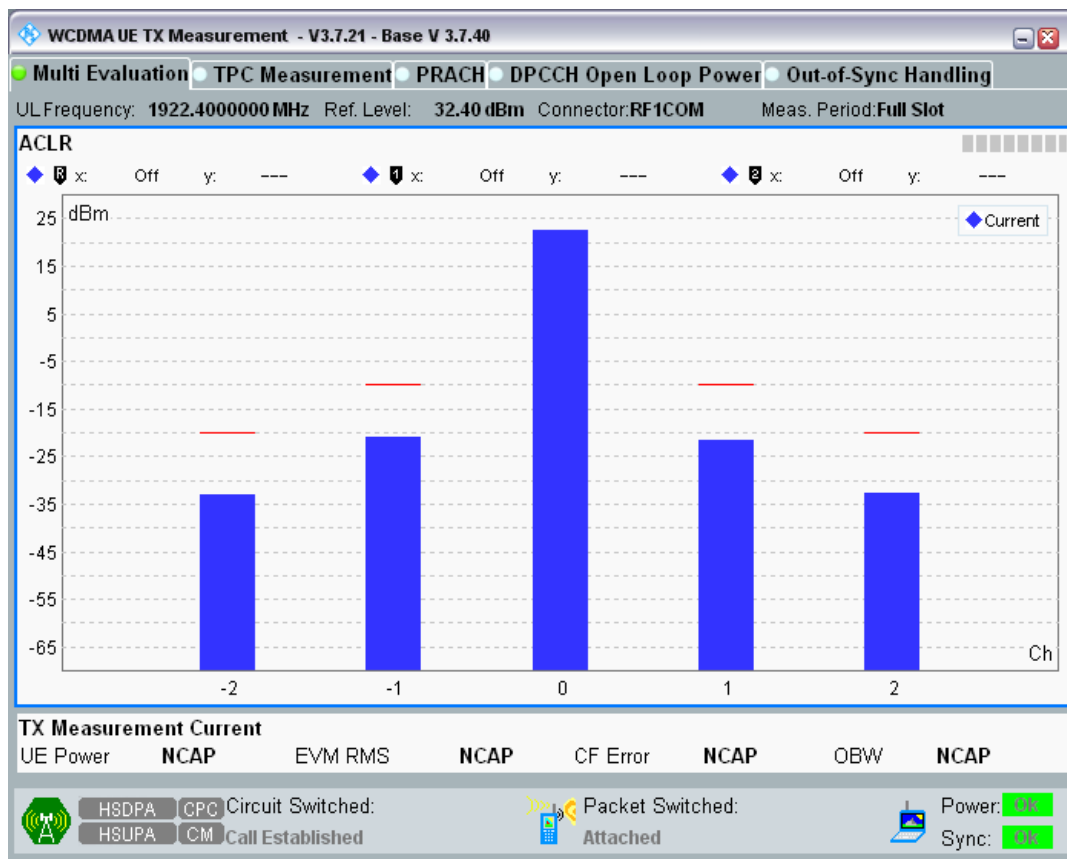 WCDMA UE TX Measurement - V3.7.21 - Base V 3.7.40
Multi Evaluation TPC Measurement PRACH DPCCH Open Loop Power Out-of-Sync Handling
UL Frequency: 1922.4000000 MHz Ref. Level: 32.40 dBm Connector:RF1COM Meas. Period:Full Slot
ACLR
R x: Off y: --- 1 x: Off y: --- 2 x: Off y: ---
dBm
Current
25
15
5
-5
-15
-25
-35
-45
-55
-65
Ch
-2 -1 0 1 2
TX Measurement Current
UE Power NCAP EVM RMS NCAP CF Error NCAP OBW NCAP
HSDPA CPC Circuit Switched: Packet Switched: Power: Ok
HSUPA CM Call Established Attached Sync: Ok